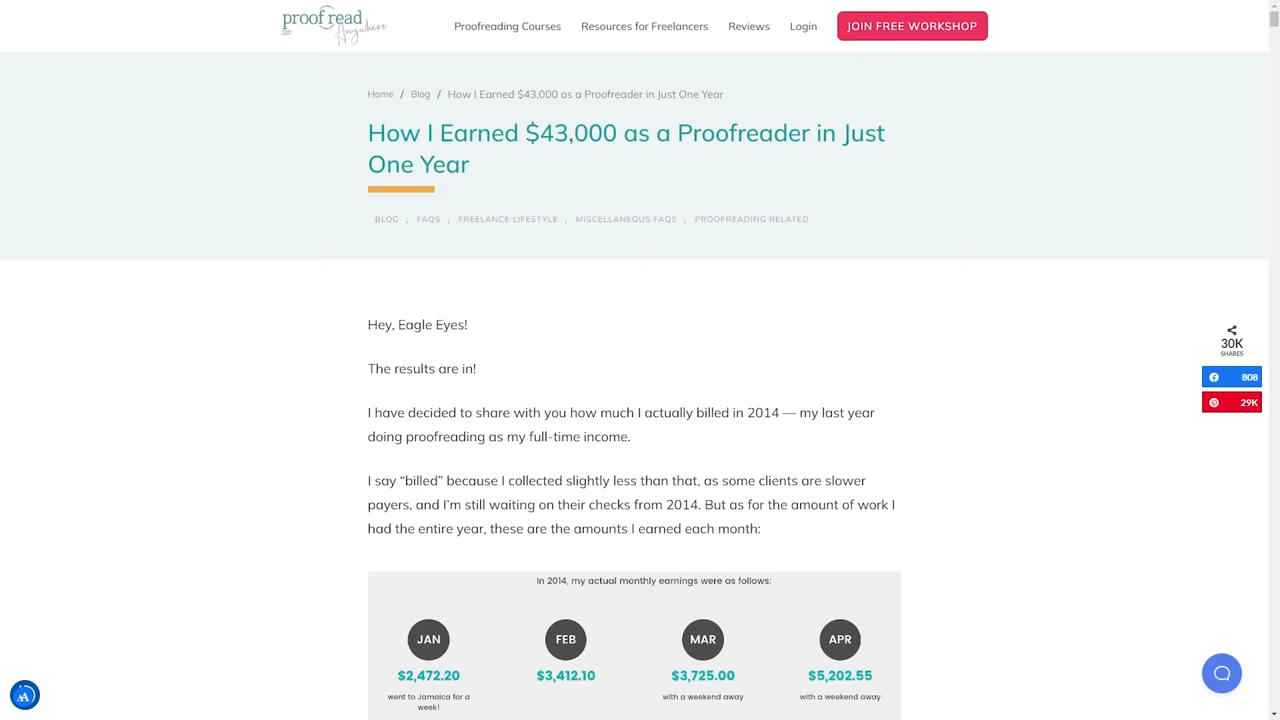 proof read
Anywhere
Proofreading Courses
Resources for Freelancers
Reviews
Login
JOIN FREE WORKSHOP
Home / Blog / How I Earned $43,000 as a Proofreader in Just One Year
How I Earned $43,000 as a Proofreader in Just
One Year
BLOG , FAQS , FREELANCE LIFESTYLE , MISCELLANEOUS FAQS , PROOFREADING RELATED
Hey, Eagle Eyes!
The results are in!
I have decided to share with you how much I actually billed in 2014 — my last year
doing proofreading as my full-time income.
I say “billed” because I collected slightly less than that, as some clients are slower
payers, and I’m still waiting on their checks from 2014. But as for the amount of work I
had the entire year, these are the amounts I earned each month:
30K
SHARES
808
29K
In 2014, my actual monthly earnings were as follows:
JAN FEB MAR APR
$2,472.20 $3,412.10 $3,725.00 $5,202.55
went to Jamaica for a
week!
with a weekend away
with a weekend away